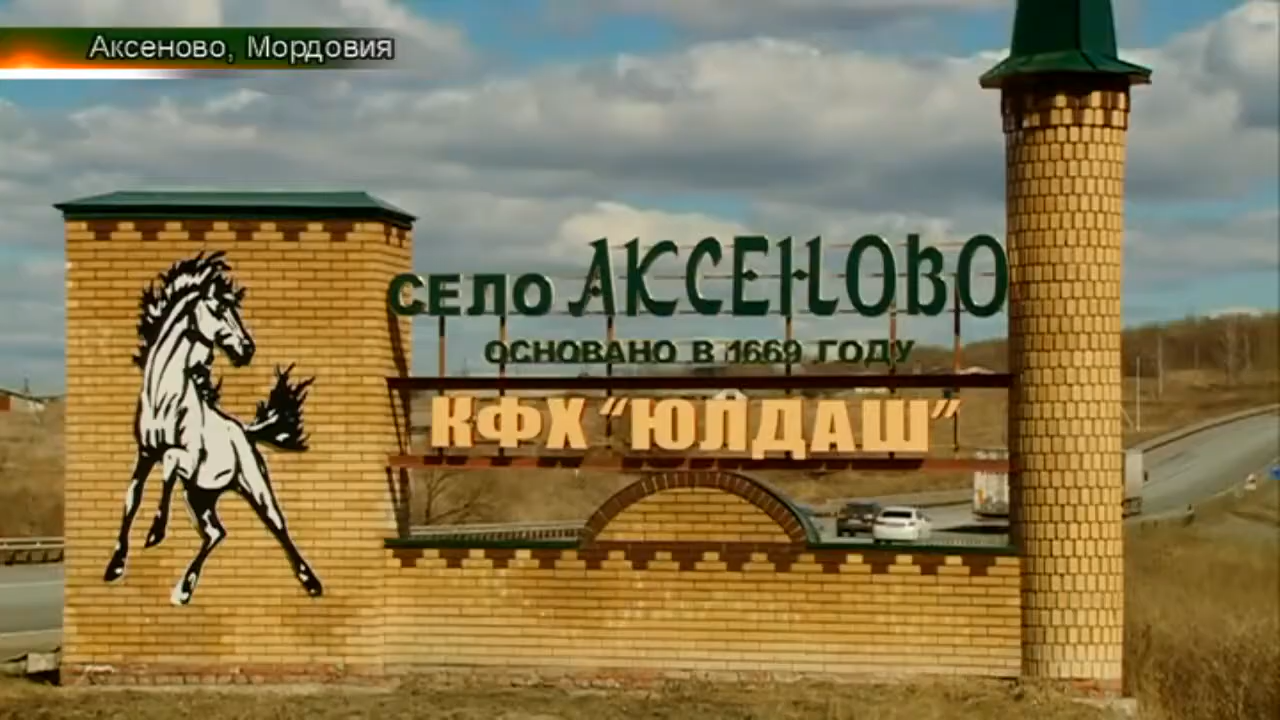 Аксеново, Мордовия
СЕЛО АКСЕНОВО
ОСНОВАНО В 1669 ГОДУ
КФХ "ЮЛДАШ"